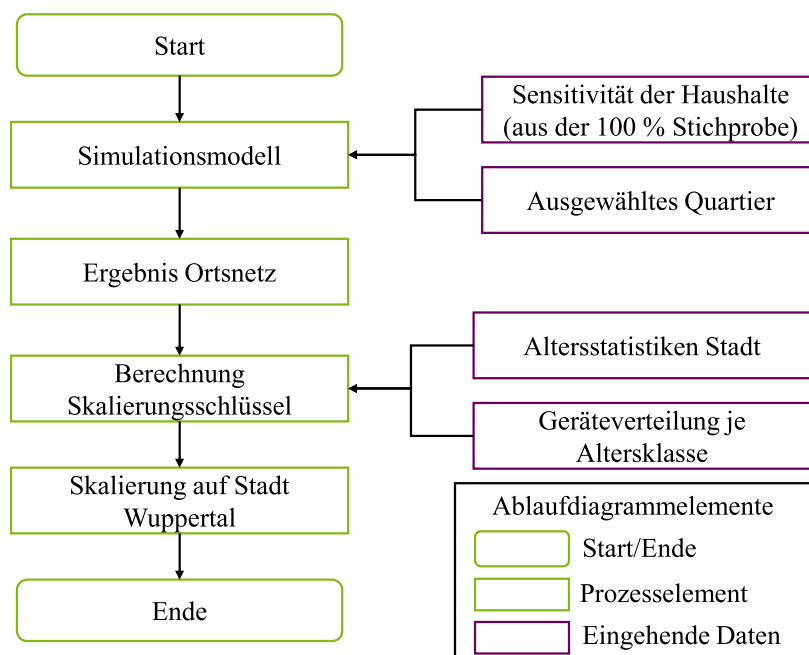 Start
Simulationsmodell
Sensitivität der Haushalte
(aus der 100 % Stichprobe)
Ausgewähltes Quartier
Ergebnis Ortsnetz
Berechnung
Skalierungsschlüssel
Altersstatistiken Stadt
Geräteverteilung je
Altersklasse
Skalierung auf Stadt
Wuppertal
Ende
Ablaufdiagrammelemente
Start/Ende
Prozesselement
Eingehende Daten